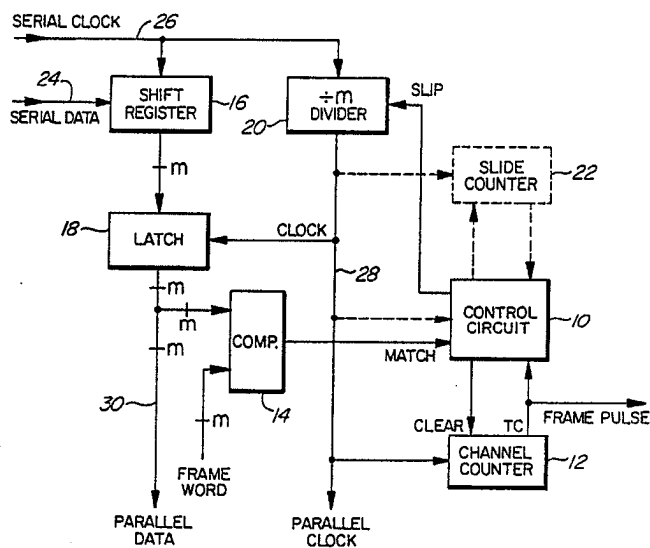 SERIAL CLOCK
26
24
SERIAL DATA
SHIFT
REGISTER
16
÷m
DIVIDER
20
SLIP
m
SLIDE
COUNTER
22
18
LATCH
CLOCK
m
28
m
m
COMP.
MATCH
CONTROL
CIRCUIT
10
30
14
m
FRAME
WORD
CLEAR
TC
FRAME PULSE
CHANNEL
COUNTER
12
PARALLEL
DATA
PARALLEL
CLOCK